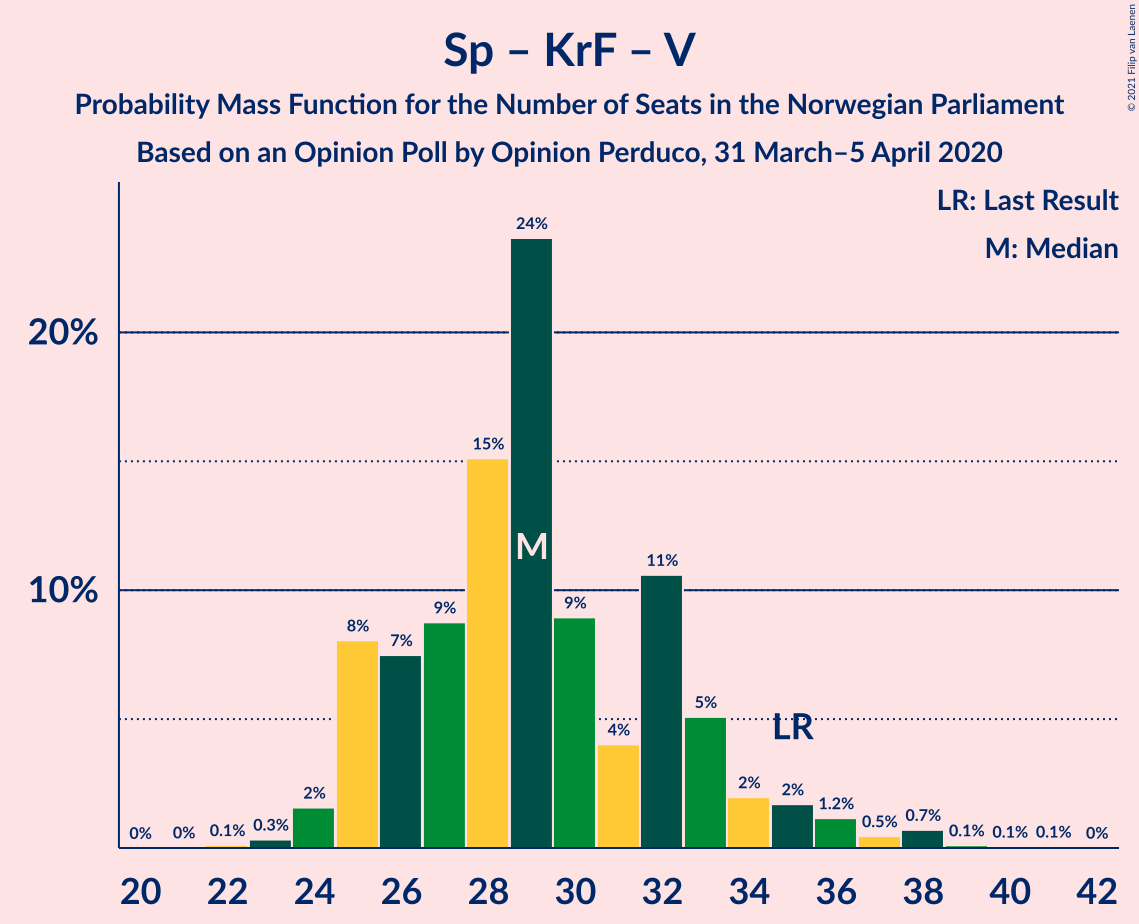 Sp – KrF – V
Probability Mass Function for the Number of Seats in the Norwegian Parliament
Based on an Opinion Poll by Opinion Perduco, 31 March–5 April 2020
© 2021 Filip van Laenen
LR: Last Result
M: Median
20%
10%
0%
0%
0.1%
0.3%
2%
8%
7%
9%
15%
24%
M
9%
4%
11%
5%
2%
LR
2%
1.2%
0.5%
0.7%
0.1%
0.1%
0.1%
0%
20 22 24 26 28 30 32 34 36 38 40 42